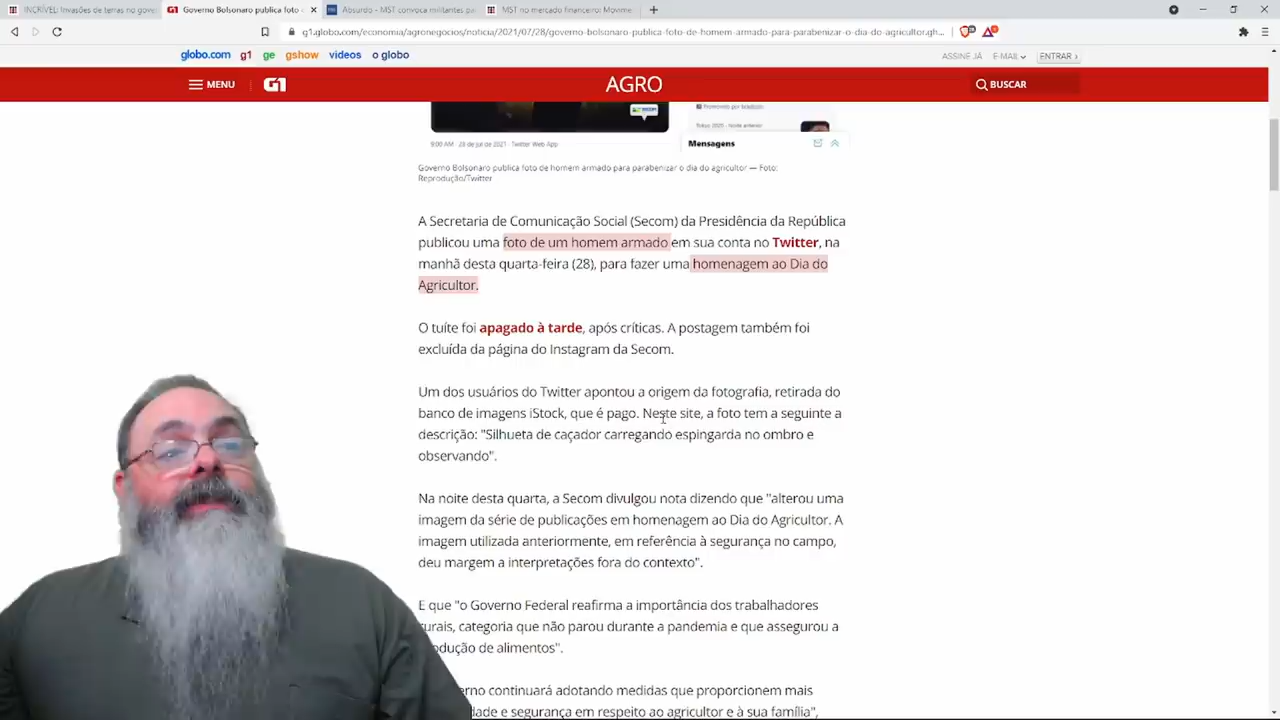 INCRÍVEL: Invasões de terras no gove
G1 Governo Bolsonaro publica foto
Absurdo - MST convoca militantes pa
MST no mercado financeiro: Movime
g1.globo.com/economia/agronegocios/noticia/2021/07/28/governo-bolsonaro-publica-foto-de-homem-armado-para-parabenizar-o-dia-do-agricultor.gh...
globo.com g1 ge gshow videos o globo
ASSINE JÁ E-MAIL ENTRAR ›
MENU G1 AGRO BUSCAR
SECOM
Promovido por
9:00 AM · 28 de jul de 2021 · Twitter Web App
Mensagens
Governo Bolsonaro publica foto de homem armado para parabenizar o dia do agricultor — Foto:
Reprodução/Twitter
A Secretaria de Comunicação Social (Secom) da Presidência da República
publicou uma foto de um homem armado em sua conta no Twitter, na
manhã desta quarta-feira (28), para fazer uma homenagem ao Dia do
Agricultor.
O tuíte foi apagado à tarde, após críticas. A postagem também foi
excluída da página do Instagram da Secom.
Um dos usuários do Twitter apontou a origem da fotografia, retirada do
banco de imagens iStock, que é pago. Neste site, a foto tem a seguinte a
descrição: "Silhueta de caçador carregando espingarda no ombro e
observando".
Na noite desta quarta, a Secom divulgou nota dizendo que "alterou uma
imagem da série de publicações em homenagem ao Dia do Agricultor. A
imagem utilizada anteriormente, em referência à segurança no campo,
deu margem a interpretações fora do contexto".
E que "o Governo Federal reafirma a importância dos trabalhadores
rurais, categoria que não parou durante a pandemia e que assegurou a
odução de alimentos".
erno continuará adotando medidas que proporcionem mais
dade e segurança em respeito ao agricultor e à sua família",